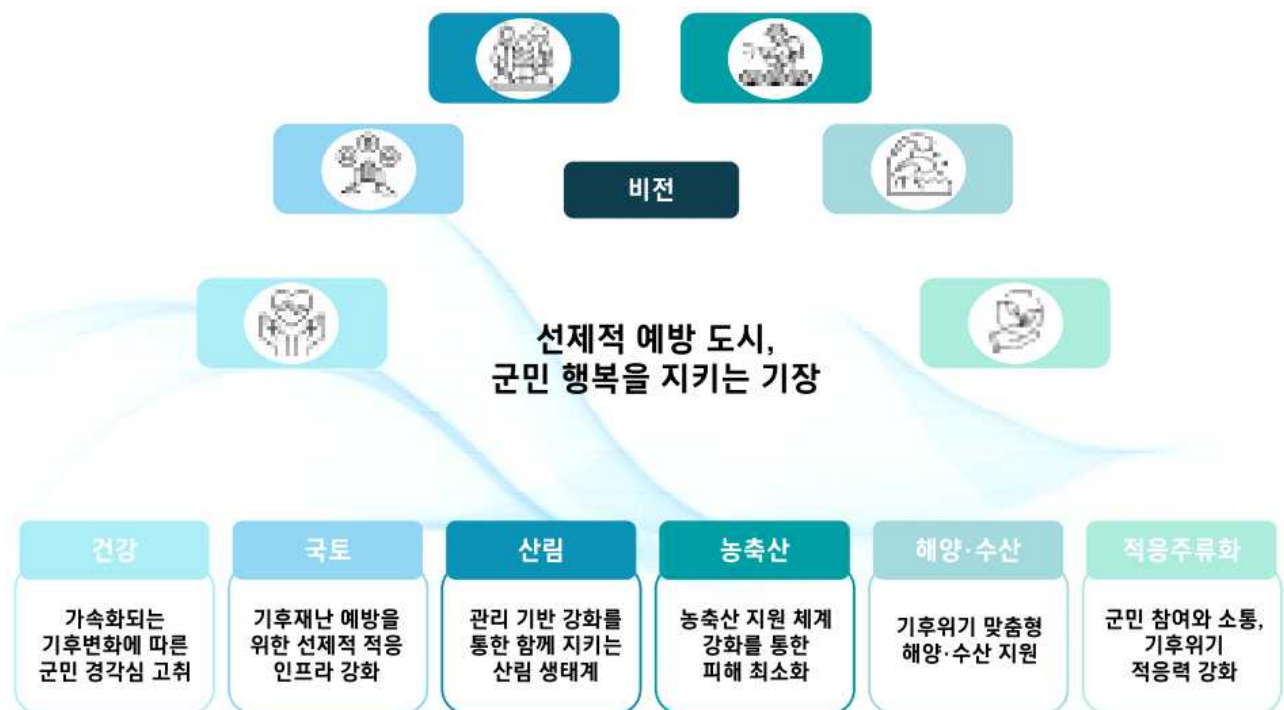 비전
선제적 예방 도시,
군민 행복을 지키는 기장
건강
가속화되는
기후변화에 따른
군민 경각심 고취
국토
기후재난 예방을
위한 선제적 적응
인프라 강화
산림
관리 기반 강화를
통한 함께 지키는
산림 생태계
농축산
농축산 지원 체계
강화를 통한
피해 최소화
해양·수산
기후위기 맞춤형
해양·수산 지원
적응주류화
군민 참여와 소통,
기후위기
적응력 강화